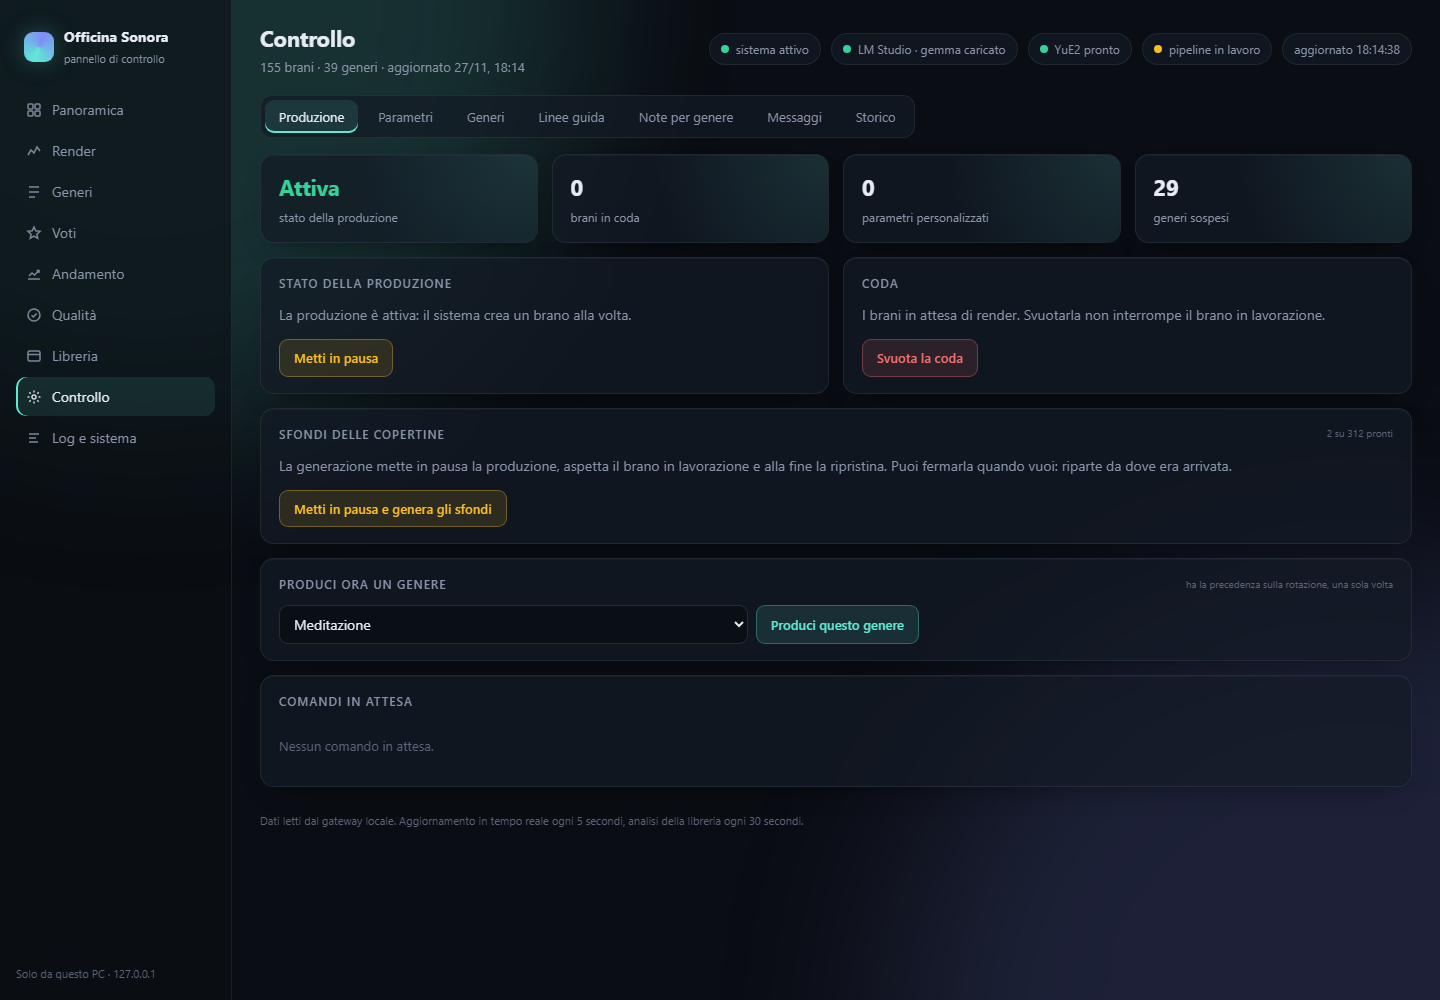 Officina Sonora
pannello di controllo
Panoramica
Render
Generi
Voti
Andamento
Qualità
Libreria
Controllo
Log e sistema
Solo da questo PC · 127.0.0.1
Controllo
155 brani · 39 generi · aggiornato 27/11, 18:14
sistema attivo
LM Studio · gemma caricato
YuE2 pronto
pipeline in lavoro
aggiornato 18:14:38
Produzione
Parametri
Generi
Linee guida
Note per genere
Messaggi
Storico
Attiva
stato della produzione
0
brani in coda
0
parametri personalizzati
29
generi sospesi
STATO DELLA PRODUZIONE
La produzione è attiva: il sistema crea un brano alla volta.
Metti in pausa
CODA
I brani in attesa di render. Svuotarla non interrompe il brano in lavorazione.
Svuota la coda
SFONDI DELLE COPERTINE
2 su 312 pronti
La generazione mette in pausa la produzione, aspetta il brano in lavorazione e alla fine la ripristina. Puoi fermarla quando vuoi: riparte da dove era arrivata.
Metti in pausa e genera gli sfondi
PRODUCI ORA UN GENERE
ha la precedenza sulla rotazione, una sola volta
Meditazione
Produci questo genere
COMANDI IN ATTESA
Nessun comando in attesa.
Dati letti dal gateway locale. Aggiornamento in tempo reale ogni 5 secondi, analisi della libreria ogni 30 secondi.